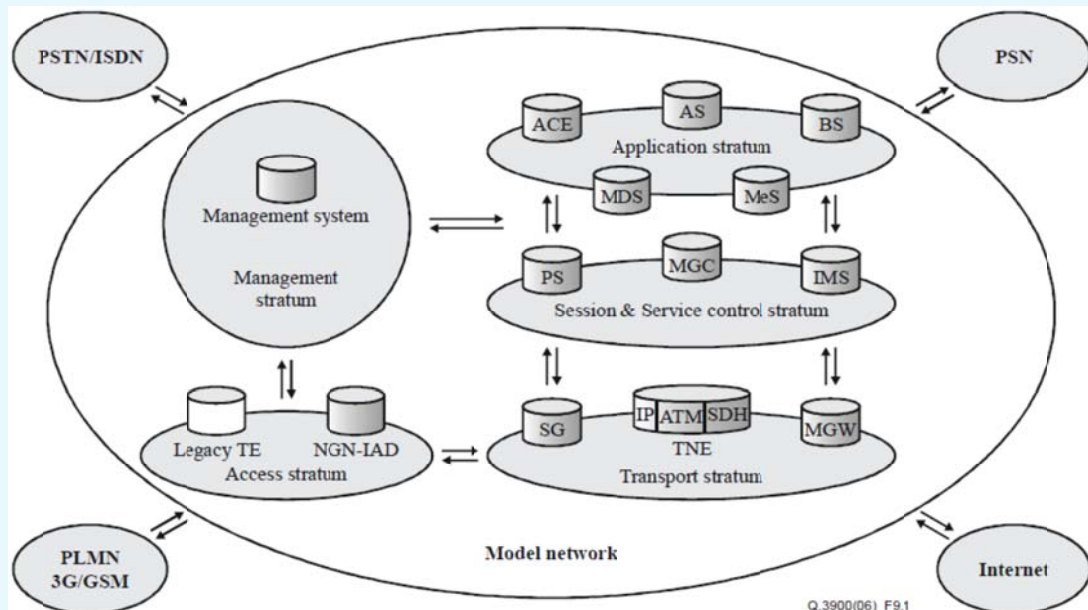 PSTN/ISDN
PSN
ACE
AS
BS
Application stratum
MDS
MeS
Management system
Management
stratum
PS
MGC
IMS
Session & Service control stratum
SG
IP ATM SDH
MGW
TNE
Transport stratum
Legacy TE
NGN-IAD
Access stratum
PLMN
3G/GSM
Model network
Internet
Q.3900(06)_F9.1